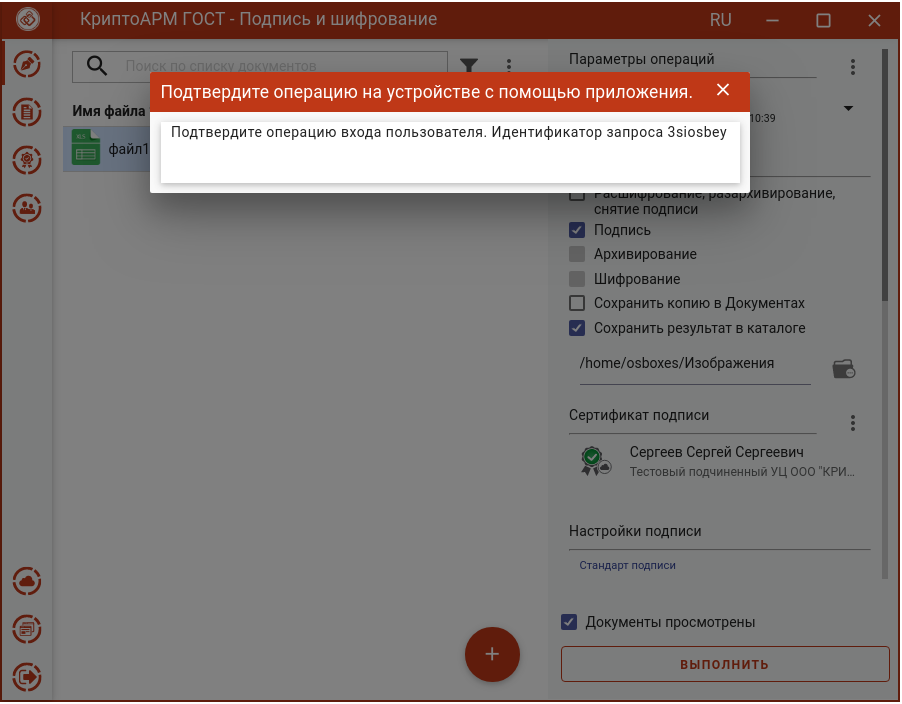 КриптоАРМ ГОСТ - Подпись и шифрование
RU
Поиск по списку документов
Параметры операций
Подтвердите операцию на устройстве с помощью приложения.
Имя файла
10:39
Подтвердите операцию входа пользователя. Идентификатор запроса 3siosbey
XLS
файл1
Расшифрование, разархивирование,
снятие подписи
Подпись
Архивирование
Шифрование
Сохранить копию в Документах
Сохранить результат в каталоге
/home/osboxes/Изображения
Сертификат подписи
Сергеев Сергей Сергеевич
Тестовый подчиненный УЦ ООО "КРИ...
Настройки подписи
Стандарт подписи
Документы просмотрены
+
ВЫПОЛНИТЬ